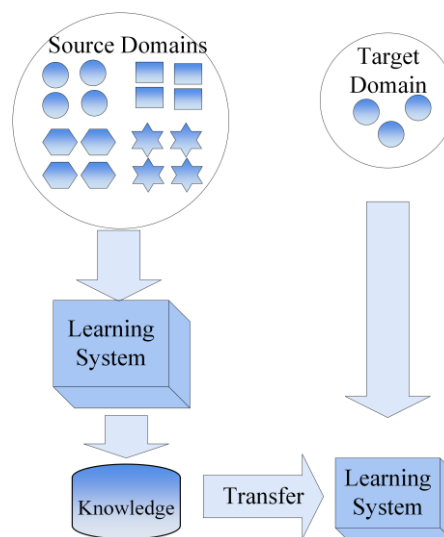 Source Domains
Target
Domain
Learning
System
Knowledge
Transfer
Learning
System